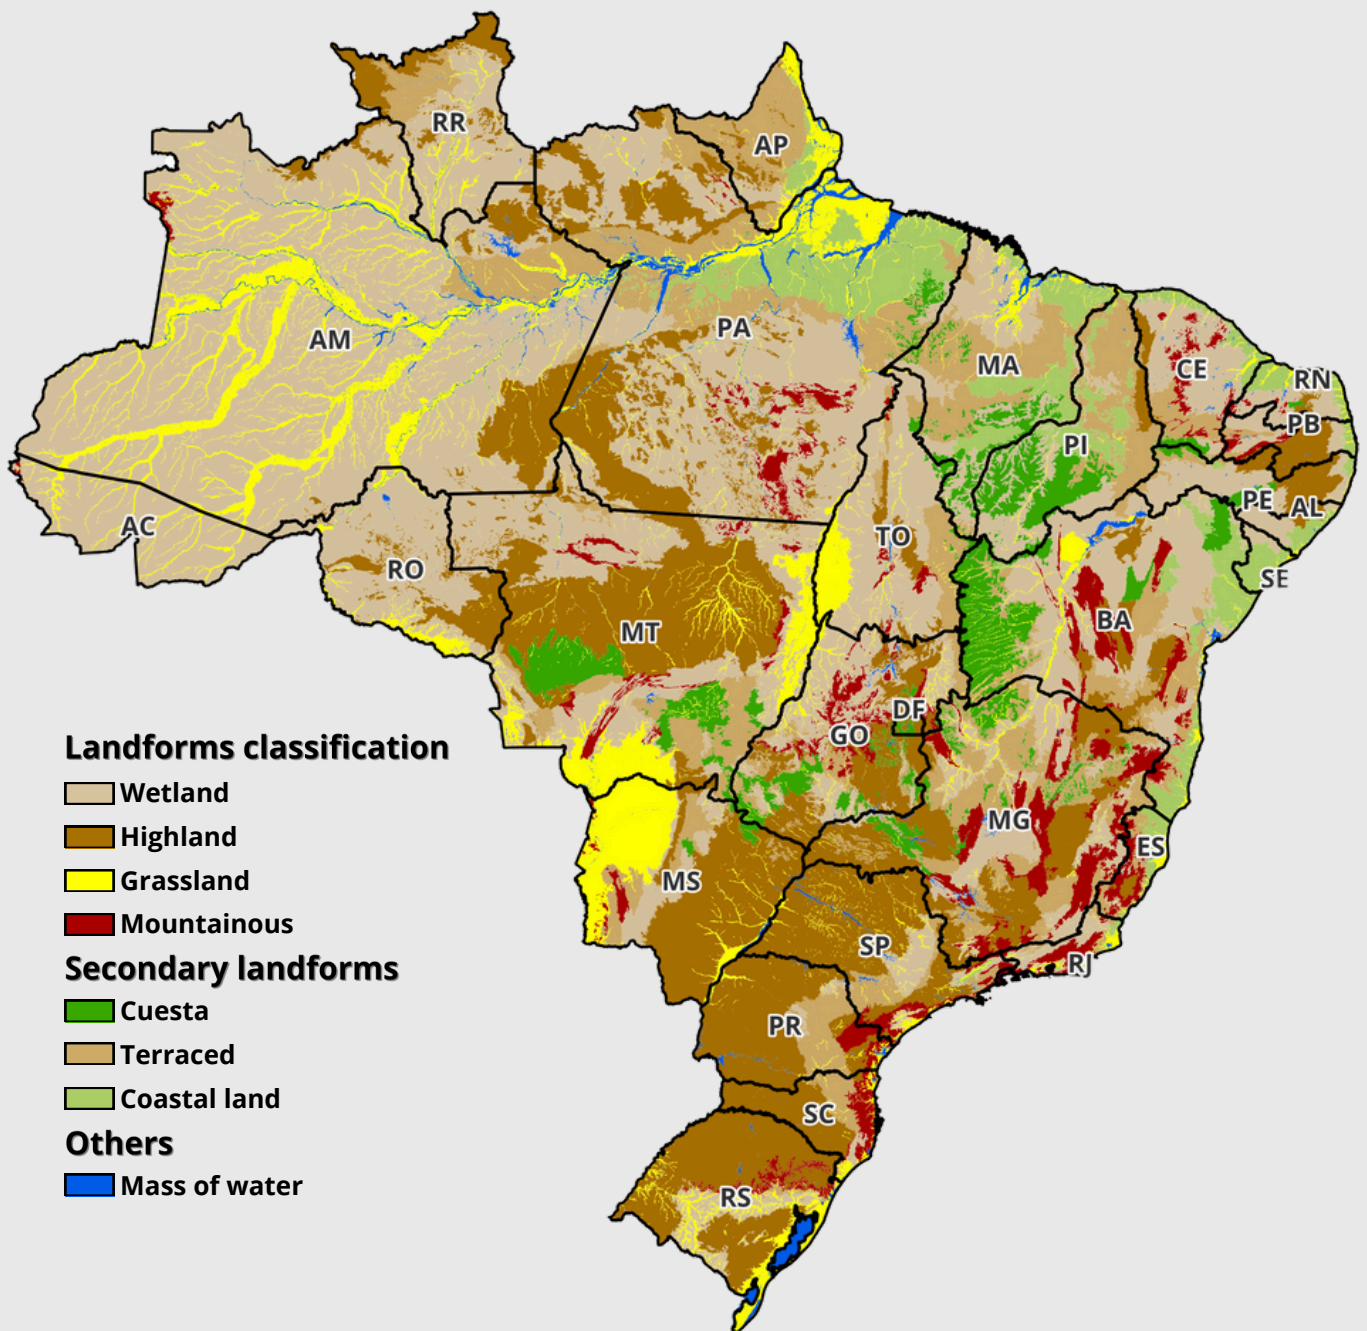 RR
AP
AM
PA
MA
CE
RN
PB
PI
PE
AL
AC
TO
RO
SE
BA
MT
DF
GO
MG
ES
MS
SP
RJ
PR
SC
RS
Landforms classification
Wetland
Highland
Grassland
Mountainous
Secondary landforms
Cuesta
Terraced
Coastal land
Others
Mass of water